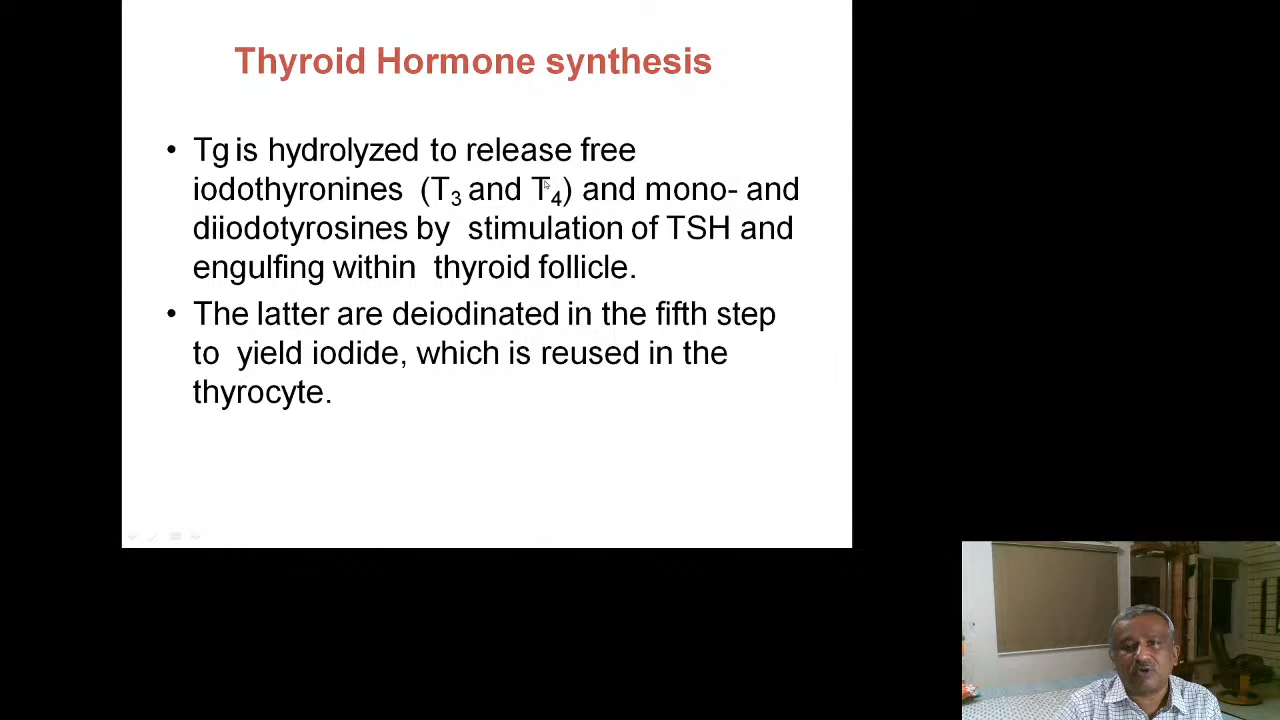 Thyroid Hormone synthesis
• Tg is hydrolyzed to release free
iodothyronines (T₃ and T₄) and mono- and
diiodotyrosines by stimulation of TSH and
engulfing within thyroid follicle.
• The latter are deiodinated in the fifth step
to yield iodide, which is reused in the
thyrocyte.